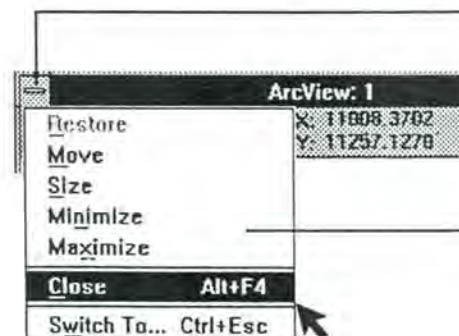 ArcView: 1
X: 11008.3702
Y: 11257.1270
Restore
Move
Size
Minimize
Maximize
Close Alt+F4
Switch To... Ctrl+Esc